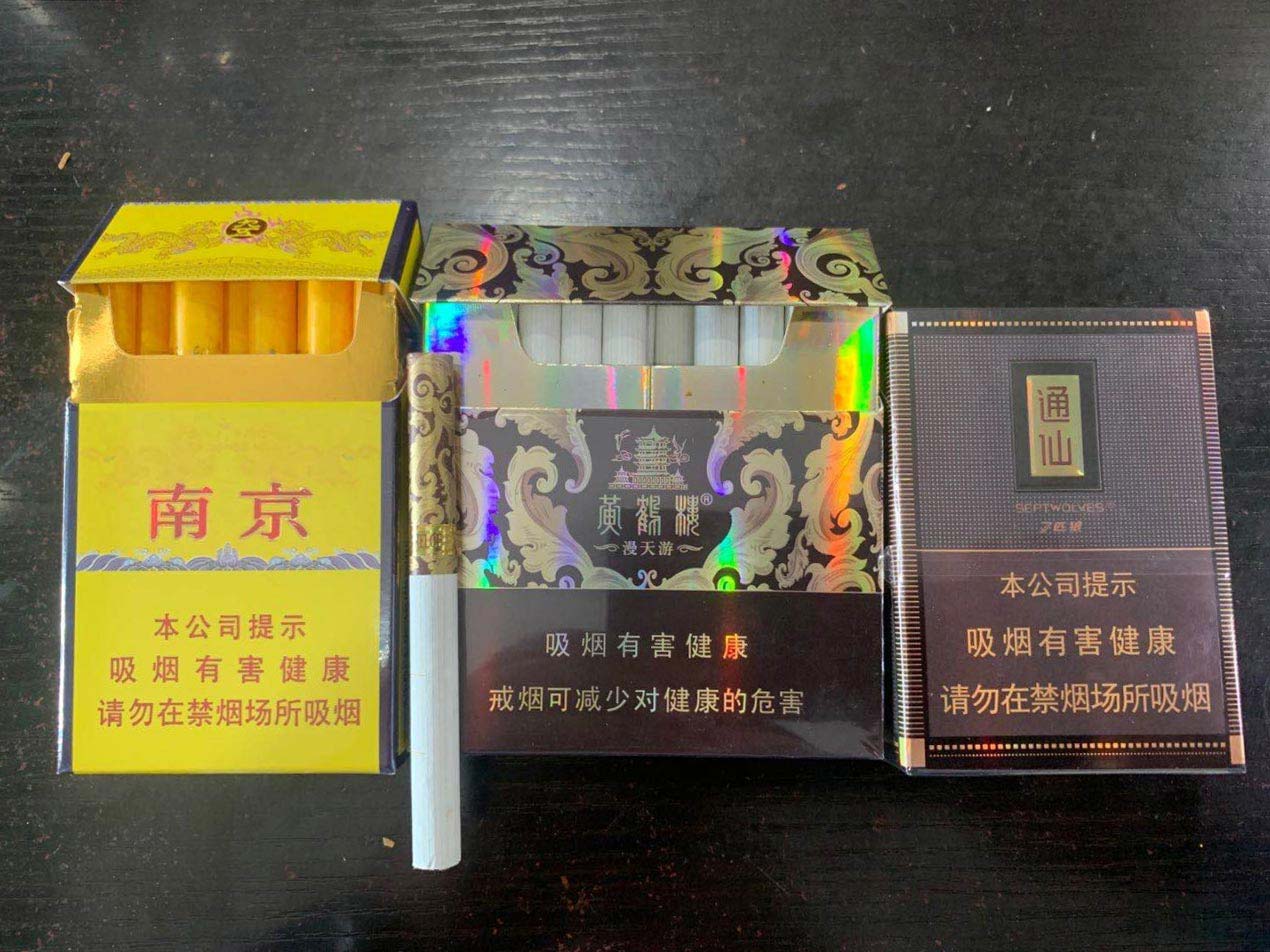 南京
本公司提示
吸烟有害健康
请勿在禁烟场所吸烟
黄鹤楼®
漫天游
吸烟有害健康
戒烟可减少对健康的危害
通仙
SEPTWOLVES
七匹狼
本公司提示
吸烟有害健康
请勿在禁烟场所吸烟